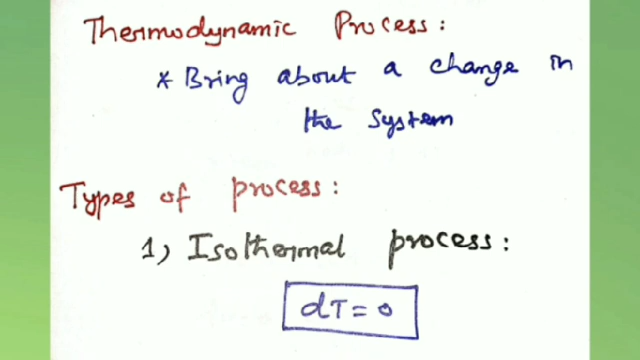 Thermodynamic Process:
* Bring about a change in
the system
Types of process:
1) Isothermal process:
dT = 0